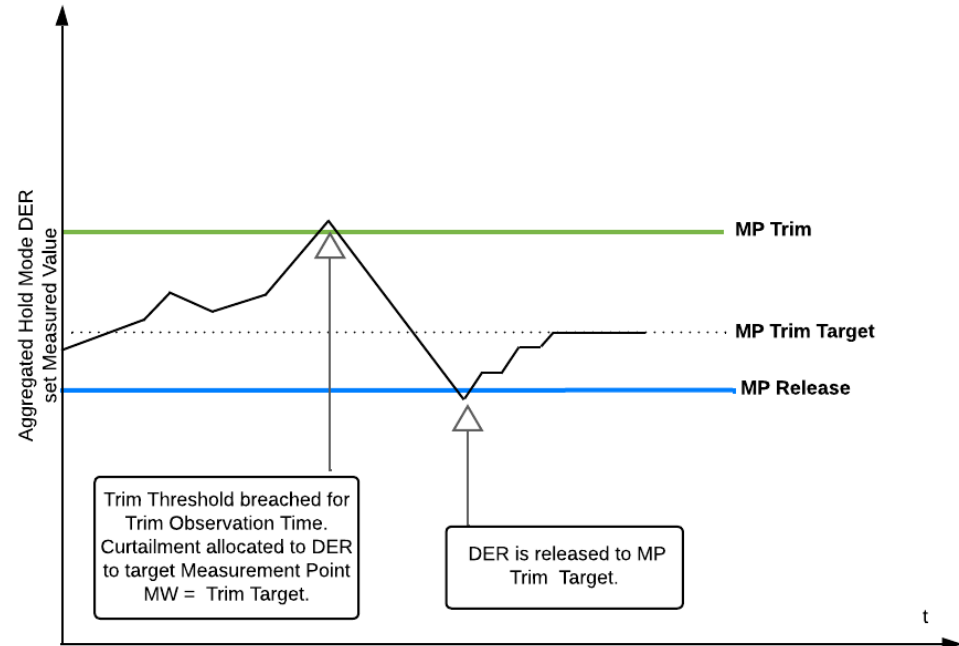 Aggregated Hold Mode DER
set Measured Value
MP Trim
MP Trim Target
MP Release
Trim Threshold breached for
Trim Observation Time.
Curtailment allocated to DER
to target Measurement Point
MW = Trim Target.
DER is released to MP
Trim Target.
t